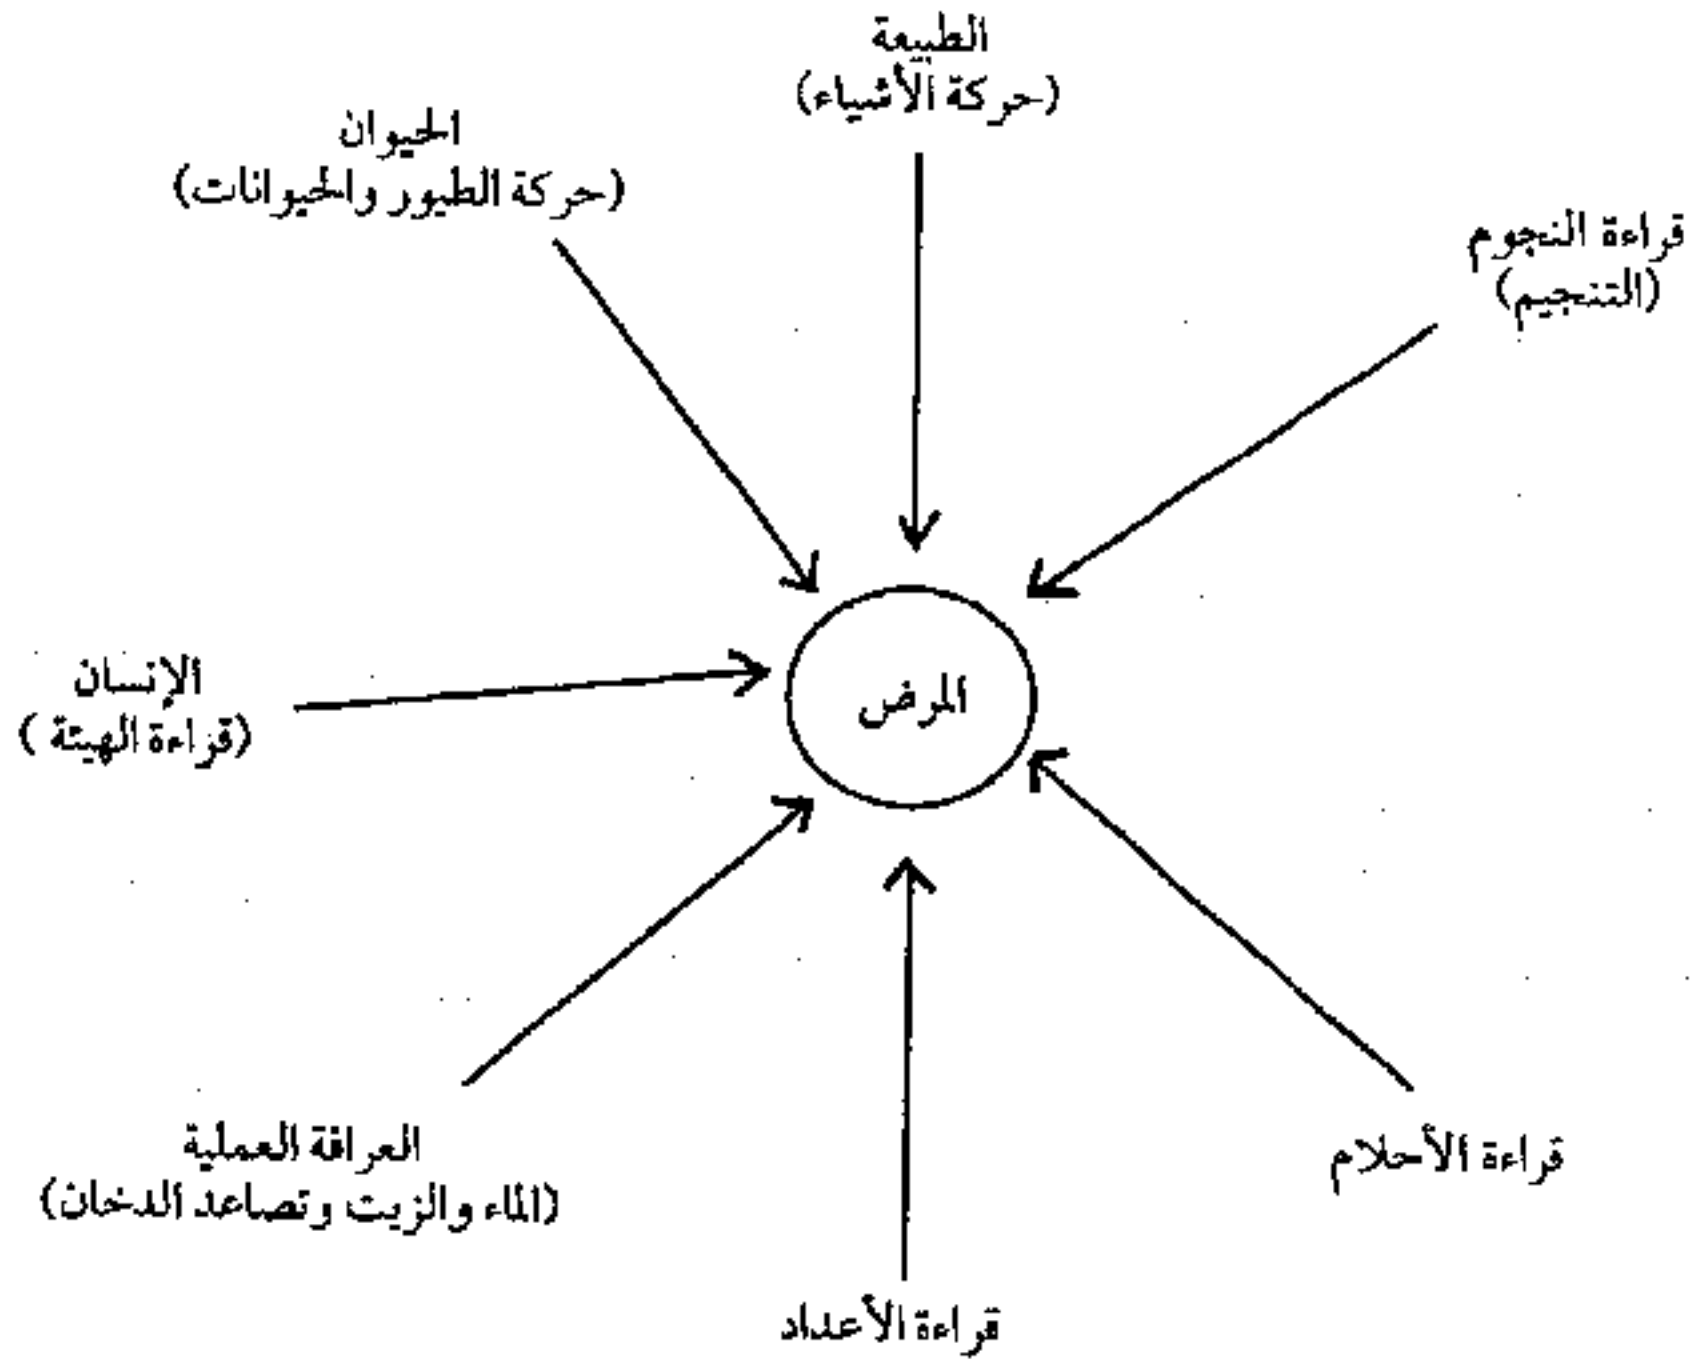 الطبيعة
(حركة الأشياء)
الحيوان
(حركة الطيور والحيوانات)
قراءة النجوم
(التنجيم)
الإنسان
(قراءة الهيئة )
المرض
العرافة العملية
(الماء والزيت وتصاعد الدخان)
قراءة الأحلام
قراءة الأعداد